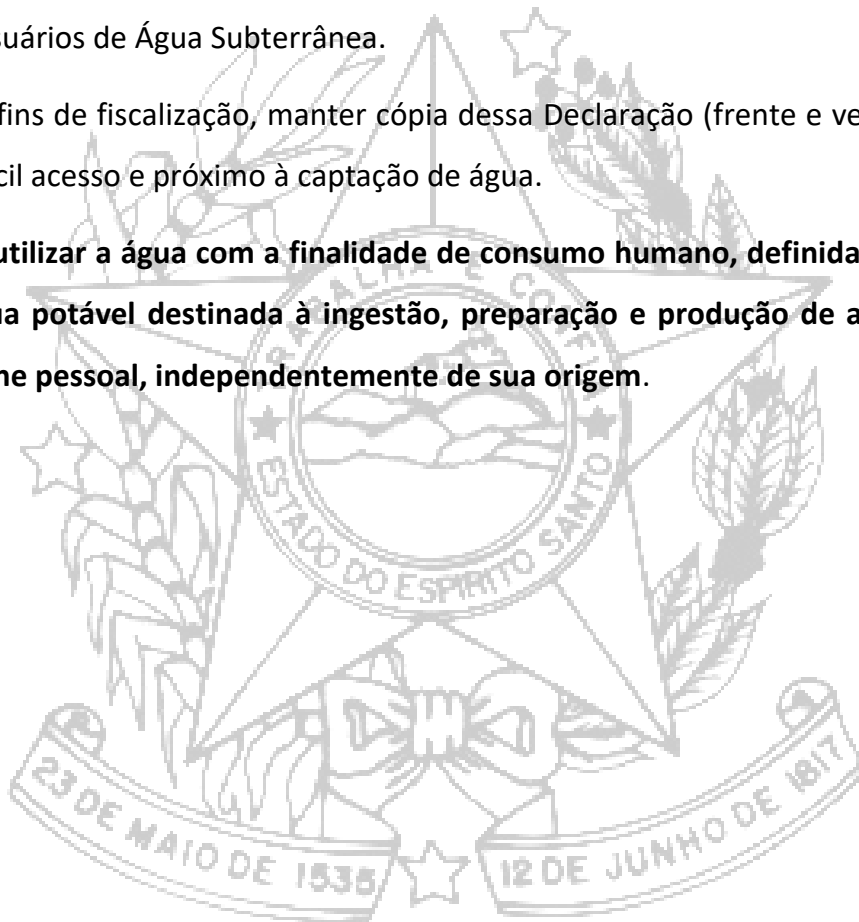 suários de Água Subterrânea.
fins de fiscalização, manter cópia dessa Declaração (frente e ve
cil acesso e próximo à captação de água.
utilizar a água com a finalidade de consumo humano, definida
ua potável destinada à ingestão, preparação e produção de a
ne pessoal, independentemente de sua origem.
TRABALHA E CONFIA
ESTADO DO ESPIRITO SANTO
23 DE MAIO DE 1535
12 DE JUNHO DE 1817